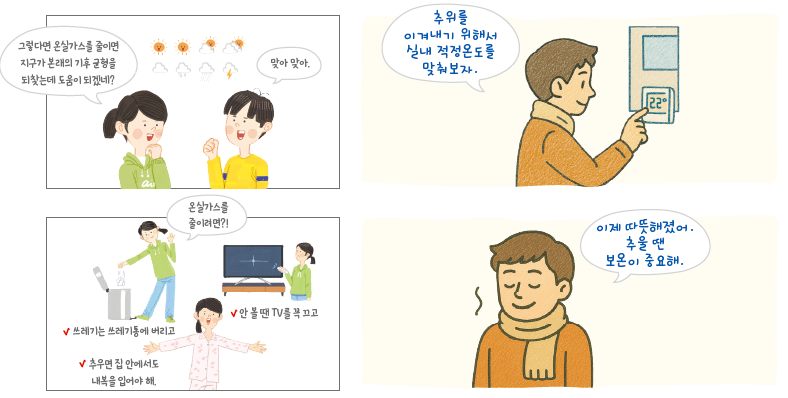 그렇다면 온실가스를 줄이면
지구가 본래의 기후 균형을
되찾는데 도움이 되겠네?
맞아 맞아.
추위를
이겨내기 위해서
실내 적정온도를
맞춰보자.
22°
온실가스를
줄이려면?!
✓ 쓰레기는 쓰레기통에 버리고
✓ 안 볼 땐 TV를 꼭 끄고
✓ 추우면 집 안에서도
내복을 입어야 해.
이제 따뜻해졌어.
추울 땐
보온이 중요해.